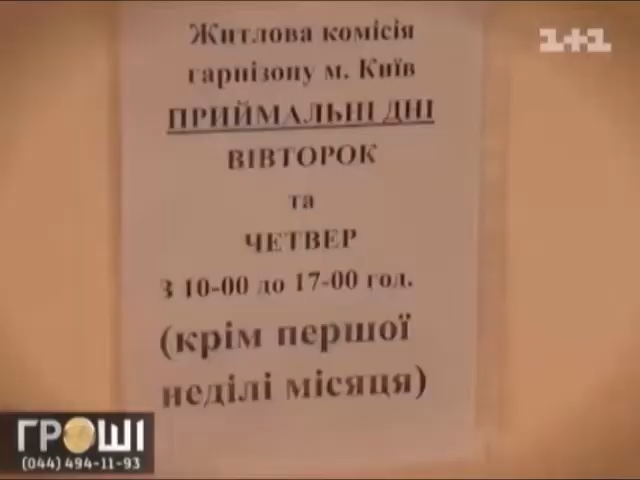 Житлова комісія
гарнізону м. Київ
ПРИЙМАЛЬНІ ДНІ
ВІВТОРОК
та
ЧЕТВЕР
З 10-00 до 17-00 год.
(крім першої
неділі місяця)
1+1
ГРОШІ
(044) 494-11-93